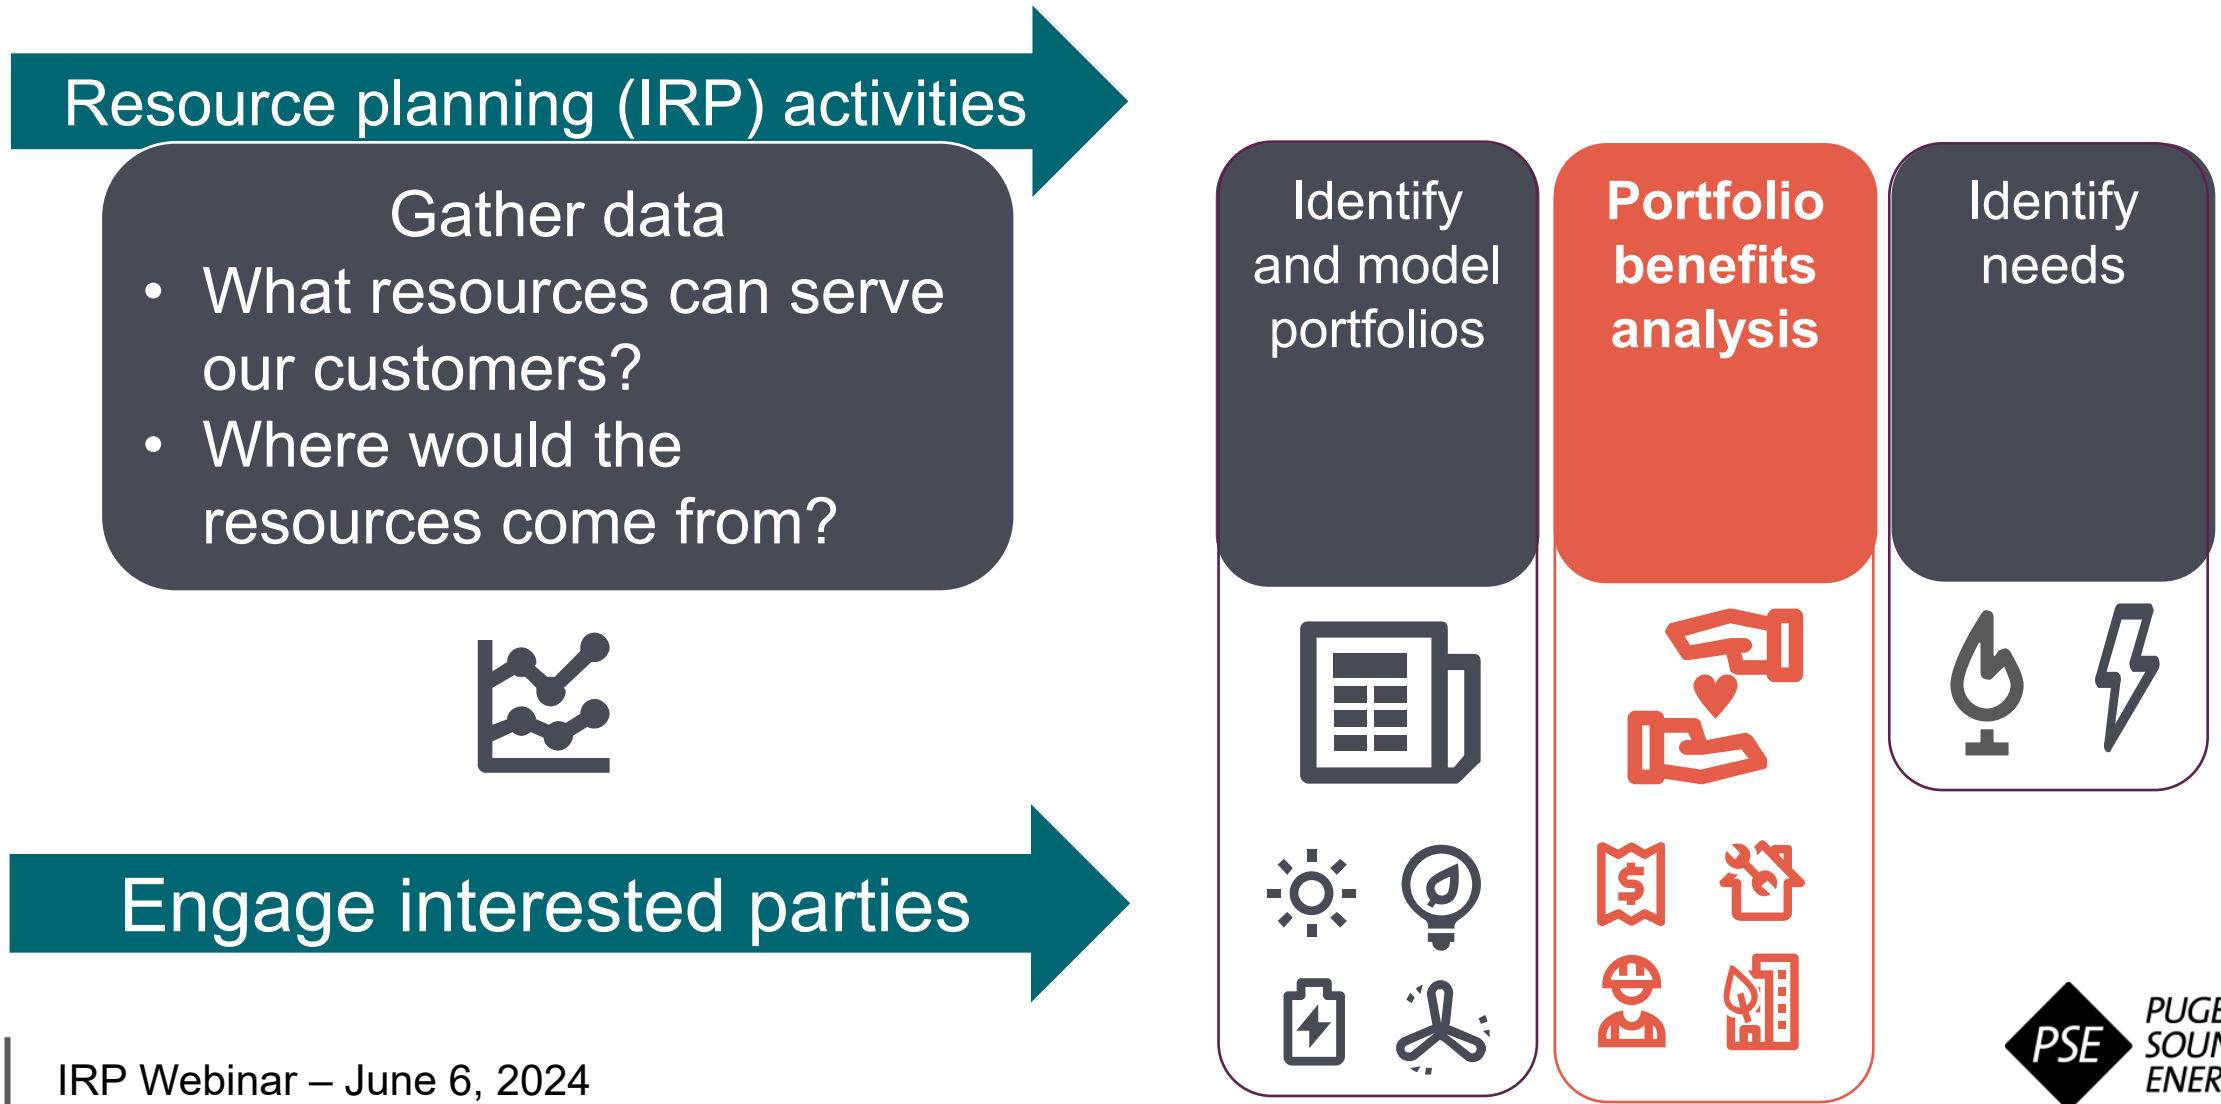 Resource planning (IRP) activities
Gather data
• What resources can serve
our customers?
• Where would the
resources come from?
Engage interested parties
Identify
and model
portfolios
Portfolio
benefits
analysis
Identify
needs
$
IRP Webinar – June 6, 2024
PSE